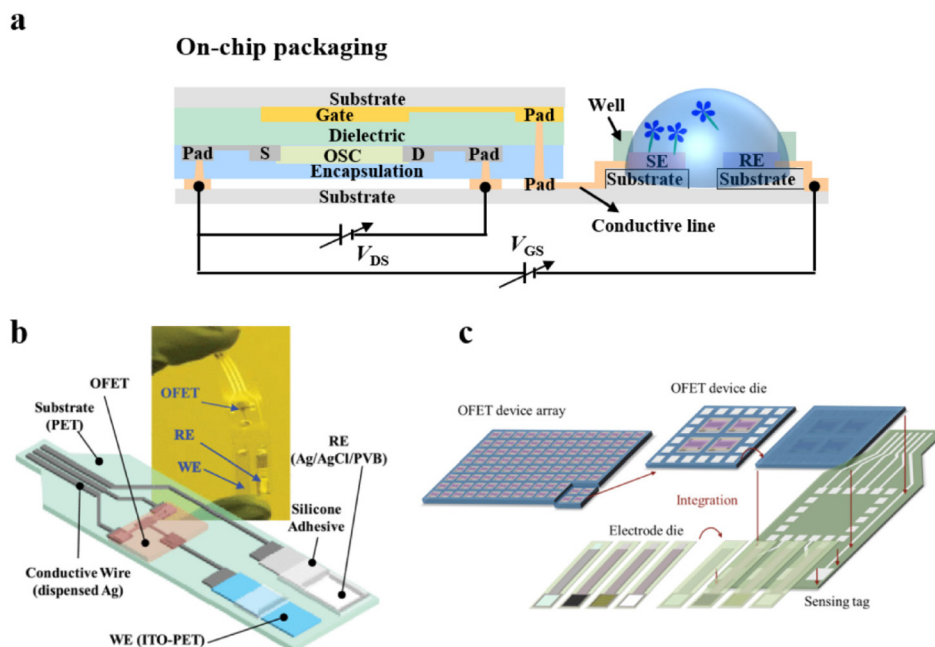 a
On-chip packaging
Substrate
Gate
Pad
Dielectric
Pad
S
OSC
D
Pad
Encapsulation
Pad
Substrate
Well
SE
RE
Substrate
Substrate
Conductive line
VDS
VGS
b
OFET
Substrate
(PET)
OFET
RE
WE
RE
(Ag/AgCl/PVB)
Silicone
Adhesive
Conductive Wire
(dispensed Ag)
WE (ITO-PET)
c
OFET device array
OFET device die
Integration
Electrode die
Sensing tag